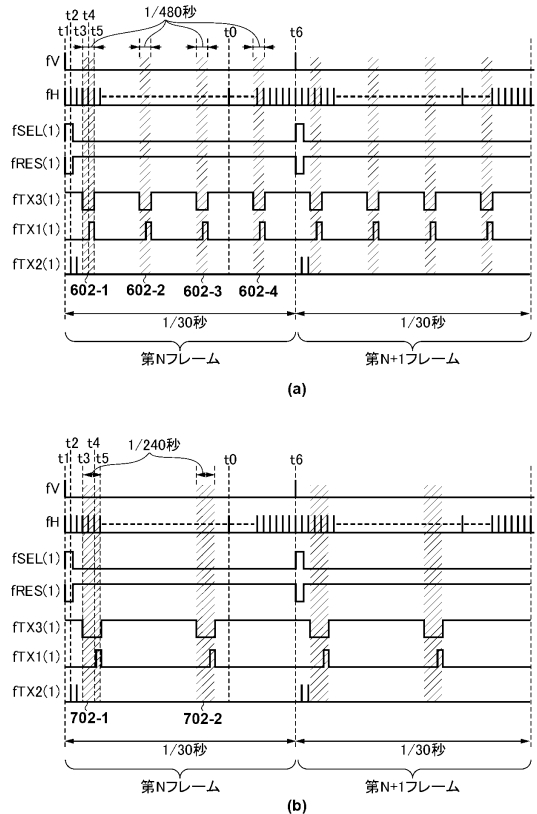 t2 t4
t1 t3 t5
1/480秒
t0
t6
fV
fH
fSEL(1)
fRES(1)
fTX3(1)
fTX1(1)
fTX2(1)
602-1
602-2
602-3
602-4
1/30秒
1/30秒
第Nフレーム
第N+1フレーム
(a)
t2 t4
t1 t3 t5
1/240秒
t0
t6
fV
fH
fSEL(1)
fRES(1)
fTX3(1)
fTX1(1)
fTX2(1)
702-1
702-2
1/30秒
1/30秒
第Nフレーム
第N+1フレーム
(b)